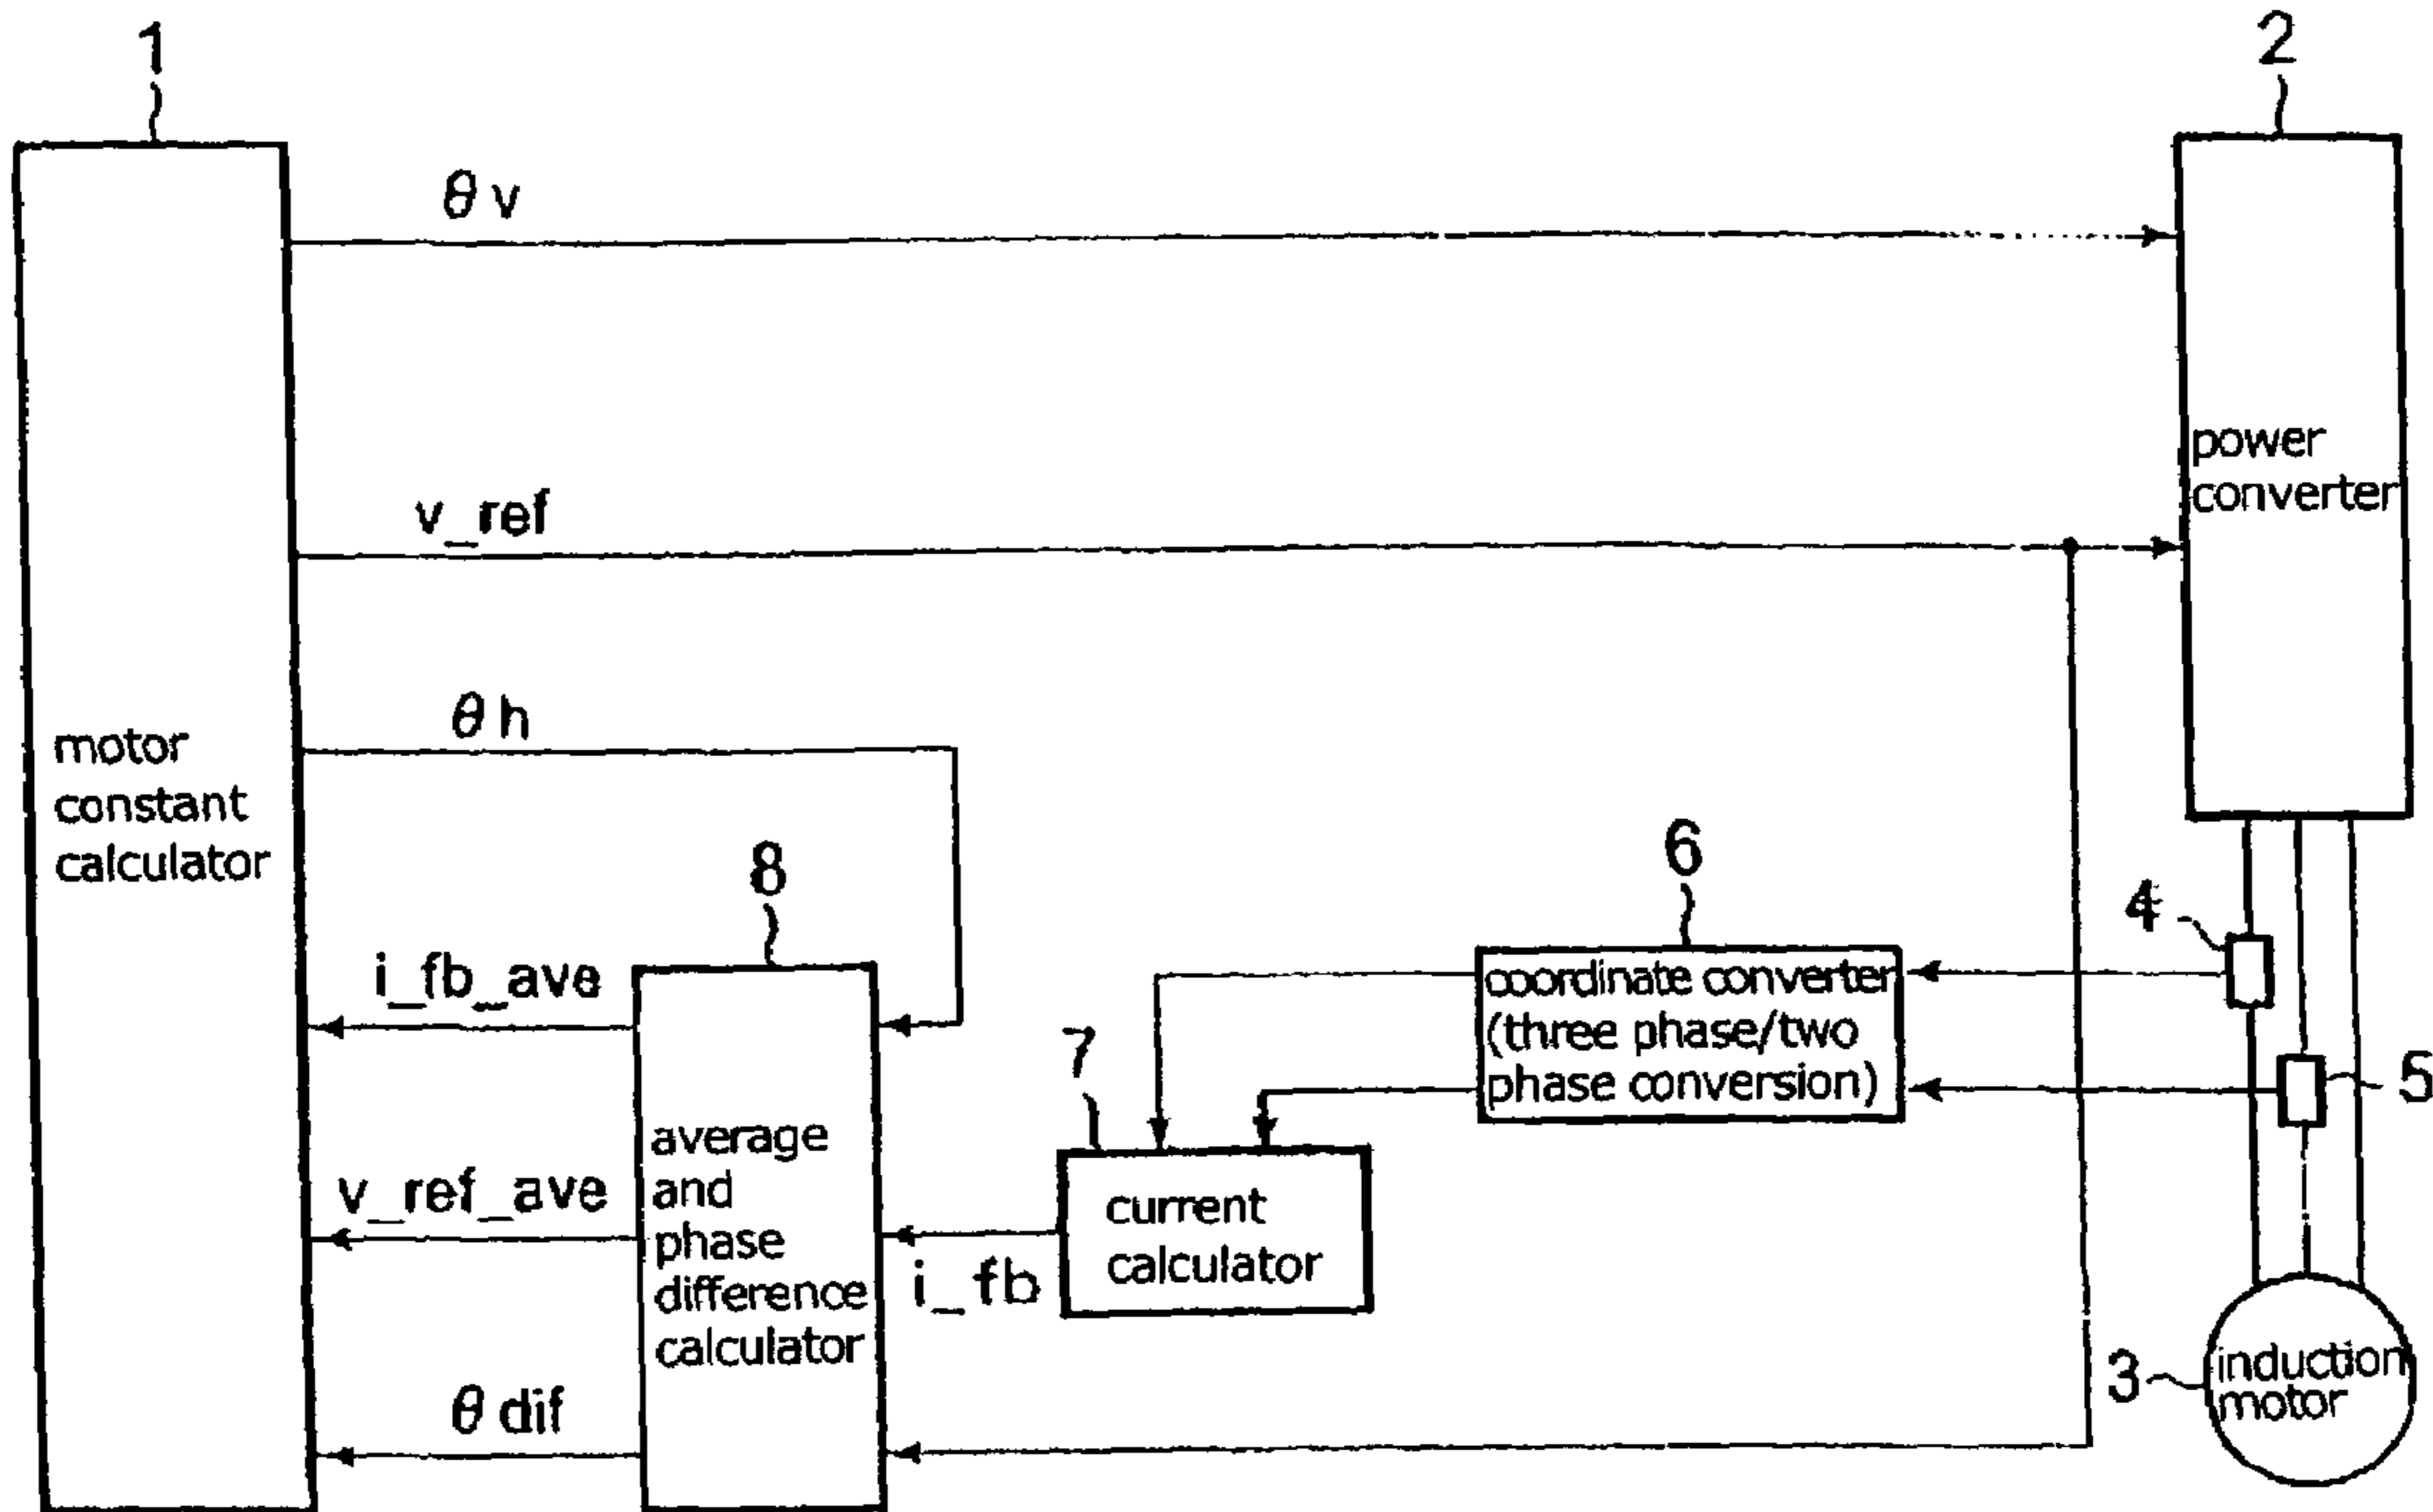 1
2
θ v
power
converter
v_ref
θ h
motor
constant
calculator
8
6
4
i_fb_ave
coordinate converter
(three phase/two
phase conversion)
7
5
average
and
phase
difference
calculator
v_ref_ave
current
calculator
i_fb
3
induction
motor
θ dif